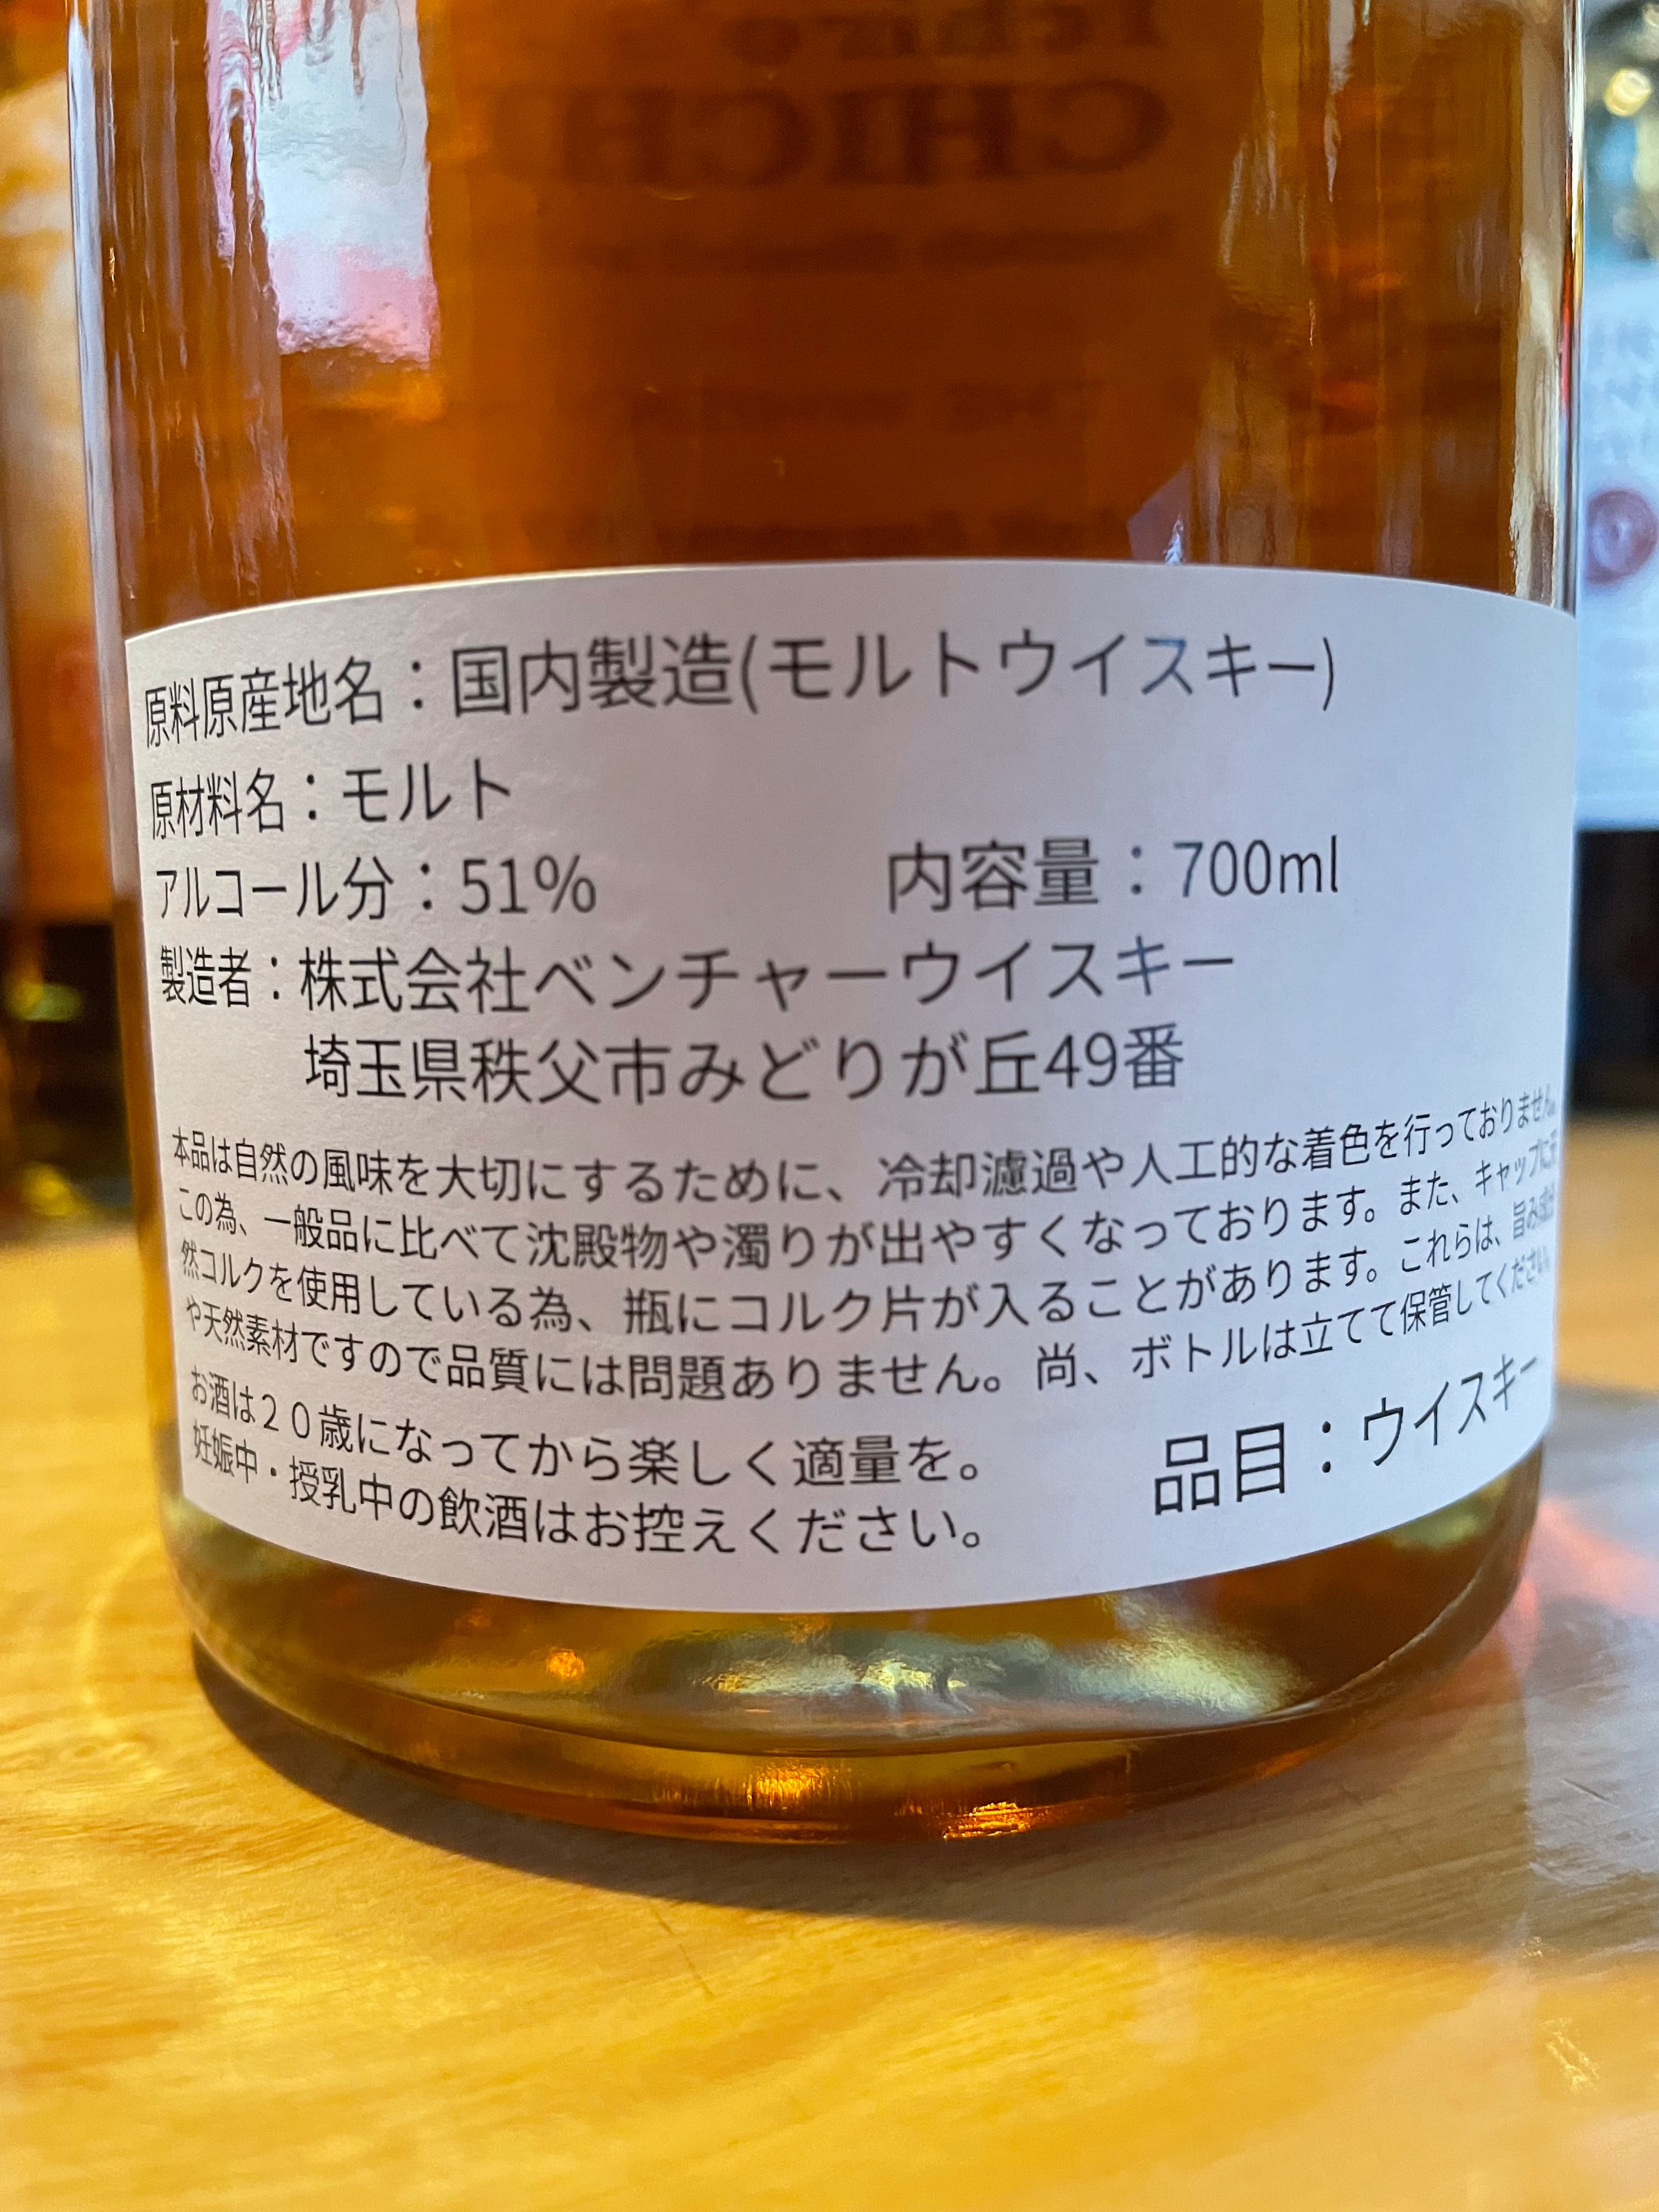 CHICH
原料原産地名：国内製造(モルトウイスキー)
原材料名：モルト
アルコール分：51%　内容量：700ml
製造者：株式会社ベンチャーウイスキー
埼玉県秩父市みどりが丘49番
本品は自然の風味を大切にするために、冷却濾過や人工的な着色を行っておりません。
この為、一般品に比べて沈殿物や濁りが出やすくなっております。また、キャップに天
然コルクを使用している為、瓶にコルク片が入ることがあります。これらは、旨み成分
や天然素材ですので品質には問題ありません。尚、ボトルは立てて保管してください。
お酒は２０歳になってから楽しく適量を。
妊娠中・授乳中の飲酒はお控えください。
品目：ウイスキー